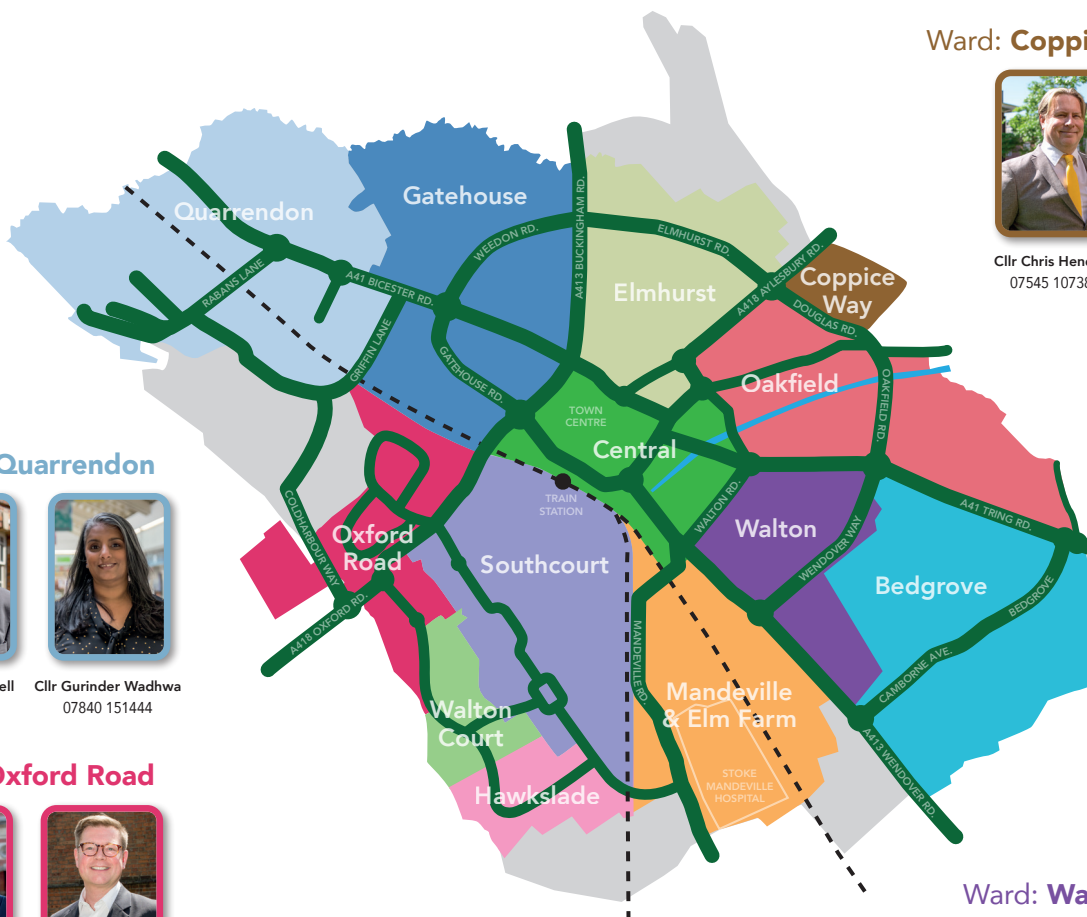 Ward: Coppi
Cllr Chris Hen
07545 10738
Quarrendon
ell
Cllr Gurinder Wadhwa
07840 151444
Oxford Road
Ward: Wa
Quarrendon
Gatehouse
Elmhurst
Coppice
Way
Oakfield
Central
TOWN
CENTRE
TRAIN
STATION
Oxford
Road
Southcourt
Walton
Bedgrove
Walton
Court
Hawkslade
Mandeville
& Elm Farm
STOKE
MANDEVILLE
HOSPITAL
RABANS LANE
A41 BICESTER RD.
GRIFFIN LANE
WEEDON RD.
GATEHOUSE RD.
A413 BUCKINGHAM RD.
ELMHURST RD.
A418 AYLESBURY RD.
DOUGLAS RD.
OAKFIELD RD.
A41 TRING RD.
WALTON RD.
WENDOVER WAY
BEDGROVE
CAMBORNE AVE.
A413 WENDOVER RD.
MANDEVILLE RD.
COLDHARBOUR WAY
A418 OXFORD RD.